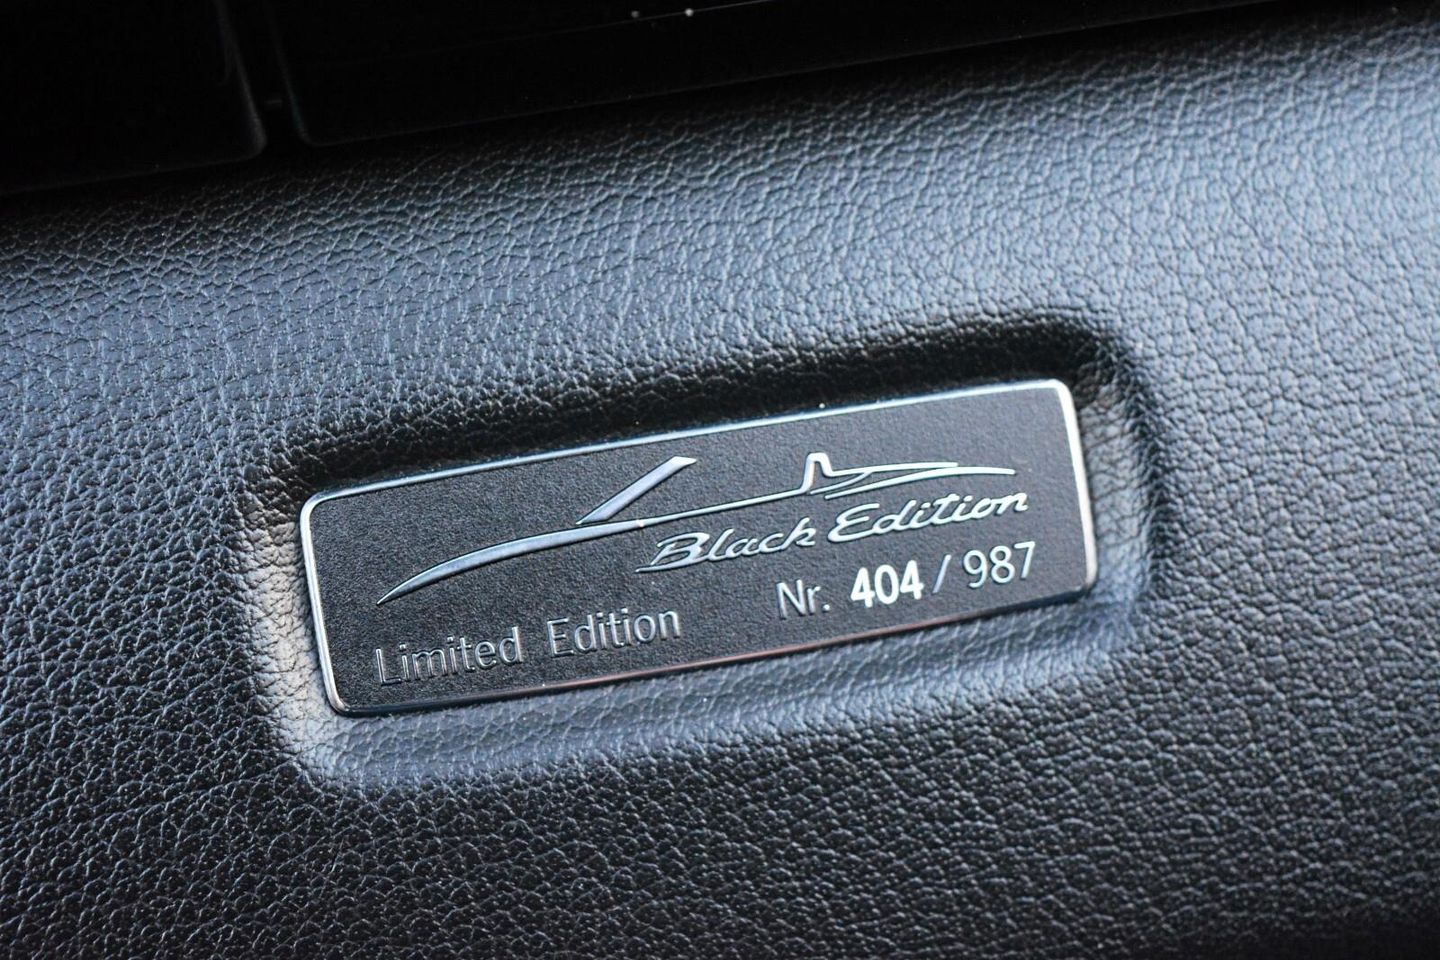 Black Edition
Nr. 404 / 987
Limited Edition